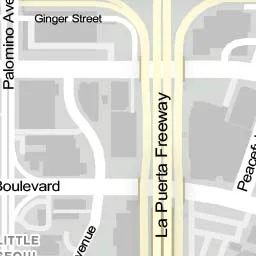 Ginger Street
Palomino Ave
La Puerta Freeway
Peacef
Boulevard
LITTLE
SEOUL
venue